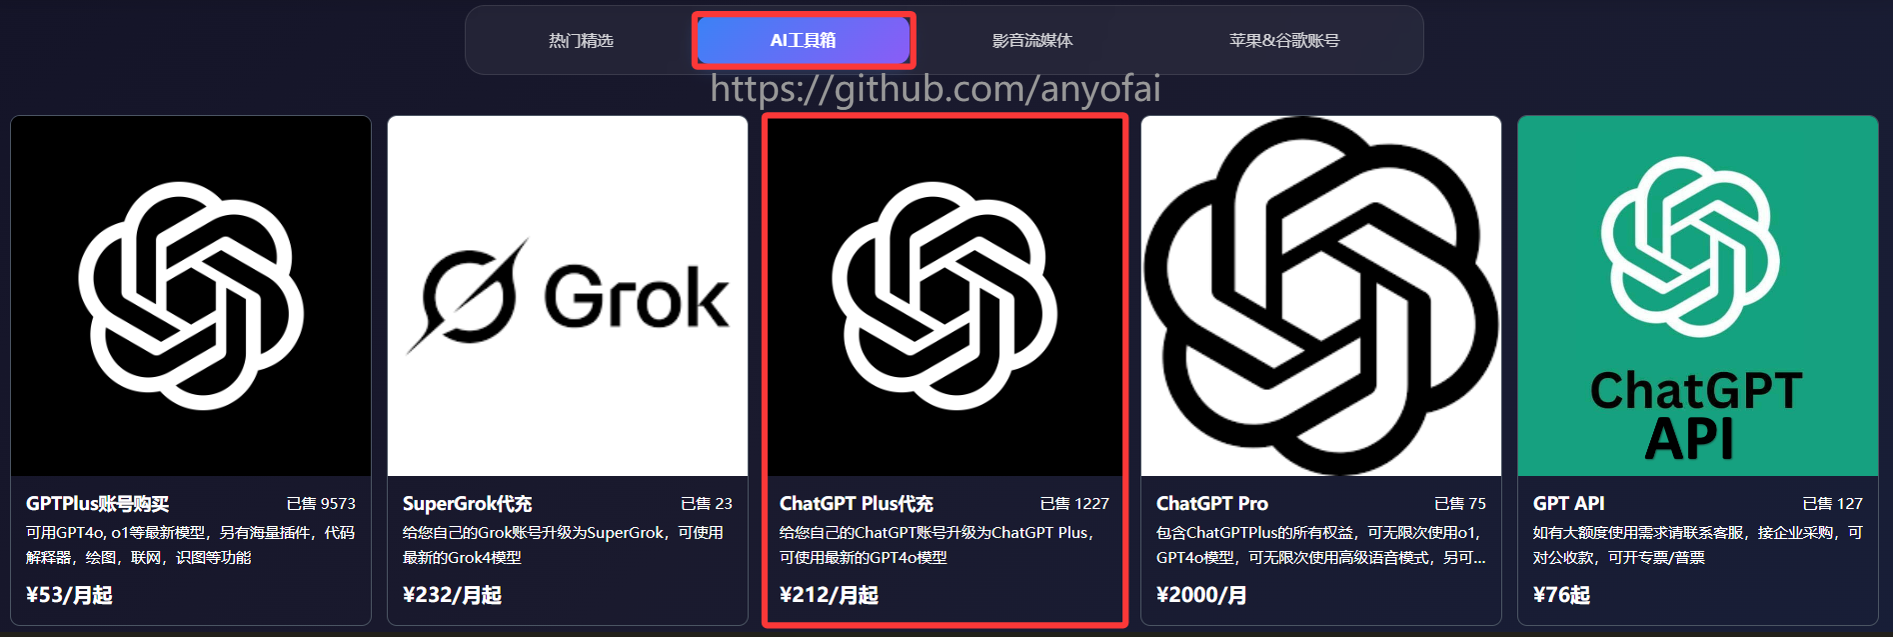 热门精选
AI工具箱
影音流媒体
苹果&谷歌账号
https://github.com/anyofai
Grok
ChatGPT
API
GPTPlus账号购买
已售 9573
可用GPT4o, o1等最新模型，另有海量插件，代码
解释器，绘图，联网，识图等功能
¥53/月起
SuperGrok代充
已售 23
给您自己的Grok账号升级为SuperGrok，可使用
最新的Grok4模型
¥232/月起
ChatGPT Plus代充
已售 1227
给您自己的ChatGPT账号升级为ChatGPT Plus，
可使用最新的GPT4o模型
¥212/月起
ChatGPT Pro
已售 75
包含ChatGPTPlus的所有权益，可无限次使用o1,
GPT4o模型，可无限次使用高级语音模式，另可...
¥2000/月
GPT API
已售 127
如有大额度使用需求请联系客服，接企业采购，可
对公收款，可开专票/普票
¥76起